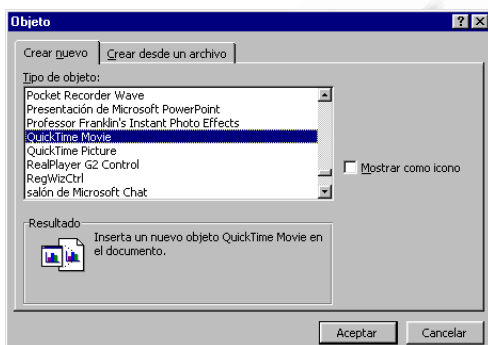 Objeto
Crear nuevo
Crear desde un archivo
Tipo de objeto:
Pocket Recorder Wave
Presentación de Microsoft PowerPoint
Professor Franklin's Instant Photo Effects
QuickTime Movie
QuickTime Picture
RealPlayer G2 Control
RegWizCtrl
salón de Microsoft Chat
Mostrar como icono
Resultado
Inserta un nuevo objeto QuickTime Movie en
el documento.
Aceptar
Cancelar